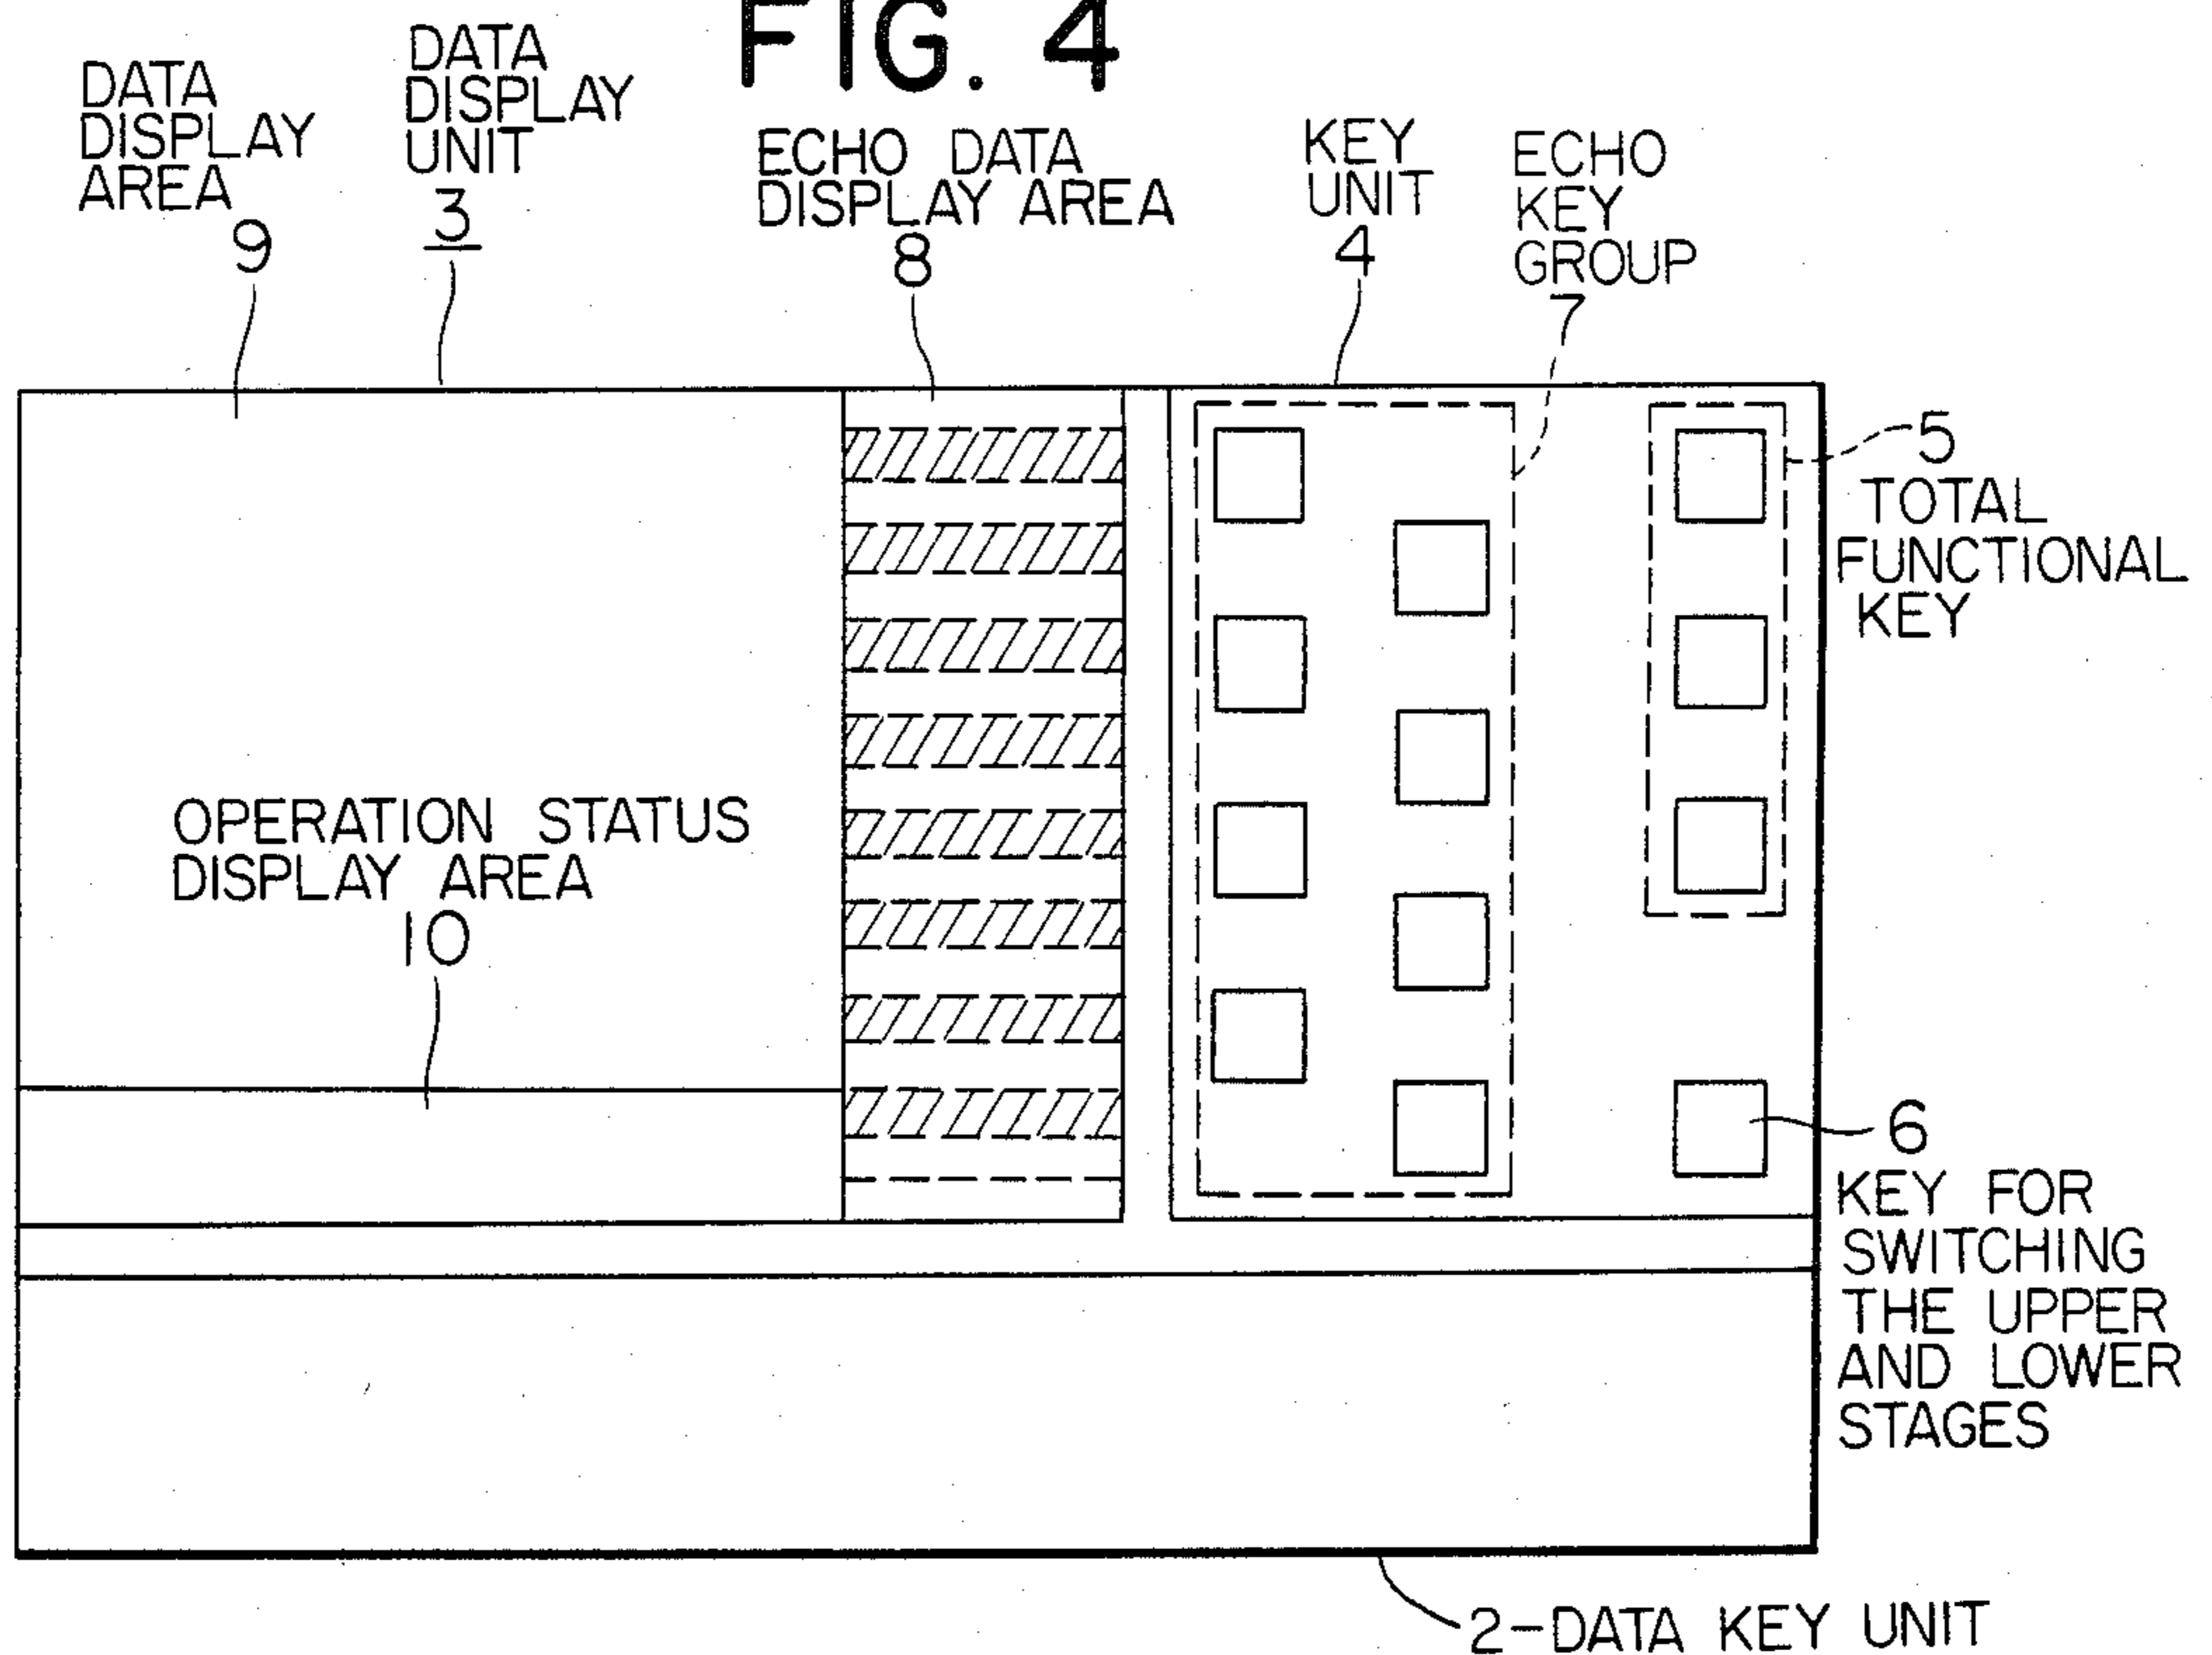 FIG. 4
DATA
DISPLAY
AREA
9
DATA
DISPLAY
UNIT
3
ECHO DATA
DISPLAY AREA
8
KEY
UNIT
4
ECHO
KEY
GROUP
7
5
TOTAL
FUNCTIONAL
KEY
OPERATION STATUS
DISPLAY AREA
10
6
KEY FOR
SWITCHING
THE UPPER
AND LOWER
STAGES
2-DATA KEY UNIT